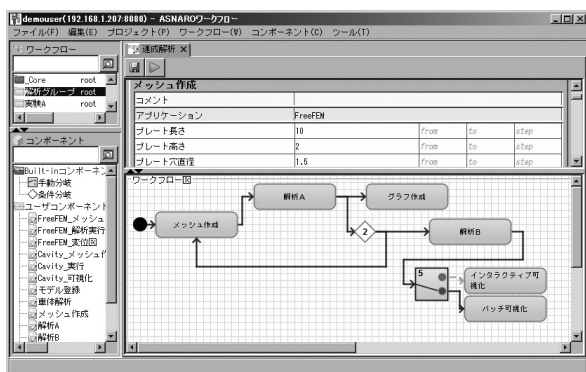 demouser(192.168.1.207:8080) - ASNAROワークフロー
ファイル(F) 編集(E) プロジェクト(P) ワークフロー(W) コンポーネント(C) ツール(T)
ワークフロー
_Core root
解析グループ root
実験A root
コンポーネント
Built-inコンポーネン
手動分岐
条件分岐
ユーザコンポーネント
FreeFEM_メッシュ
FreeFEM_解析実行
FreeFEM_変位図
Cavity_メッシュ作
Cavity_実行
Cavity_可視化
モデル登録
車体解析
メッシュ作成
解析A
解析B
連成解析
メッシュ作成
コメント
アプリケーション FreeFEM
プレート長さ 10 from to step
プレート高さ 2 from to step
プレート穴直径 1.5 from to step
ワークフロー図
メッシュ作成
解析A
グラフ作成
2
解析B
5
インタラクティブ可
視化
バッチ可視化